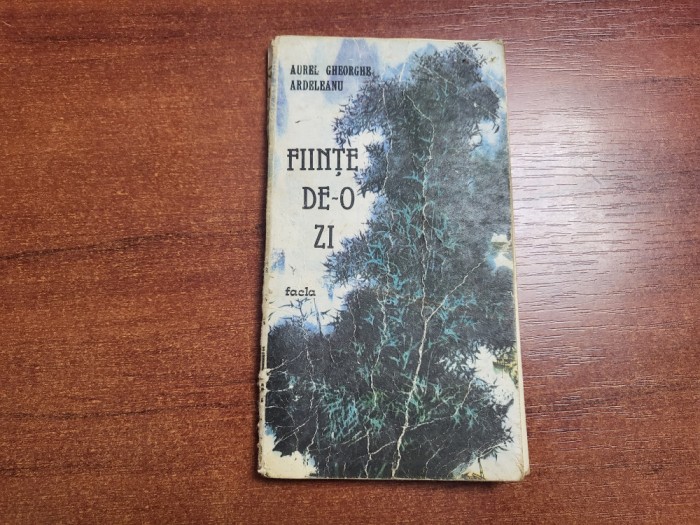 AUREL GHEORGHE
ARDELEANU
FIINȚE
DE-O
ZI
facla